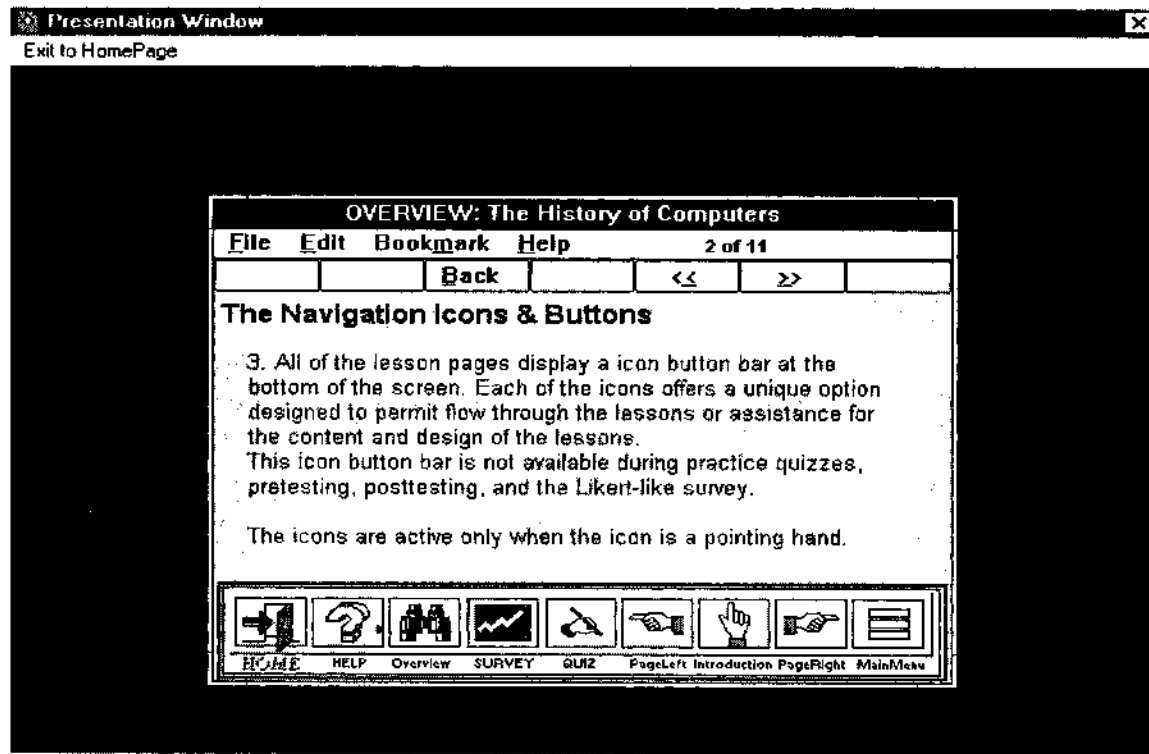 Presentation Window
Exit to HomePage
OVERVIEW: The History of Computers
File Edit Bookmark Help 2 of 11
Back << >>
The Navigation Icons & Buttons
3. All of the lesson pages display a icon button bar at the
bottom of the screen. Each of the icons offers a unique option
designed to permit flow through the lessons or assistance for
the content and design of the lessons.
This icon button bar is not available during practice quizzes,
pretesting, posttesting, and the Likert-like survey.
The icons are active only when the icon is a pointing hand.
HOME HELP Overview SURVEY QUIZ PageLeft Introduction PageRight MainMenu